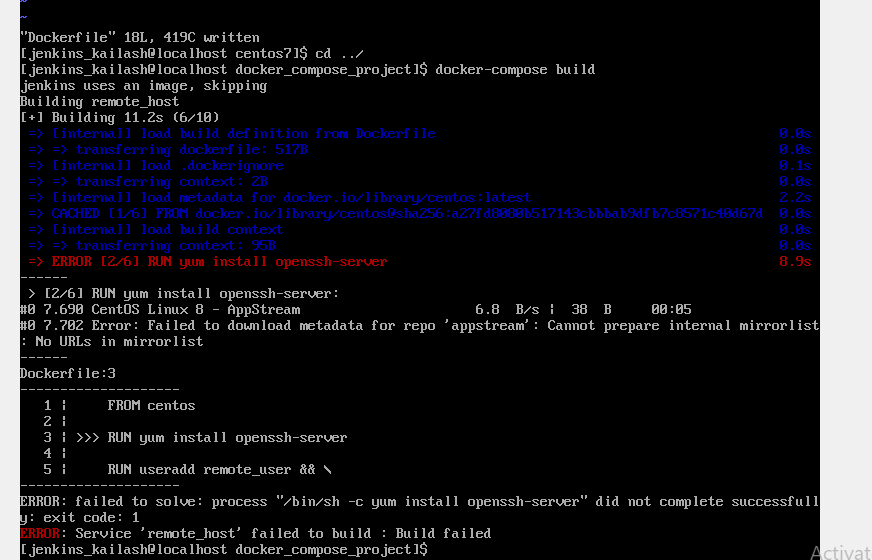 ~
~
"Dockerfile" 18L, 419C written
[jenkins_kailash@localhost centos7]$ cd ../
[jenkins_kailash@localhost docker_compose_project]$ docker-compose build
jenkins uses an image, skipping
Building remote_host
[+] Building 11.2s (6/10)
=> [internal] load build definition from Dockerfile 0.0s
=> => transferring dockerfile: 517B 0.0s
=> [internal] load .dockerignore 0.1s
=> => transferring context: 2B 0.0s
=> [internal] load metadata for docker.io/library/centos:latest 2.2s
=> CACHED [1/6] FROM docker.io/library/centos@sha256:a27fd8080b517143cbbbab9dfb7c8571c40d67d 0.0s
=> [internal] load build context 0.0s
=> => transferring context: 95B 0.0s
=> ERROR [2/6] RUN yum install openssh-server 8.9s
------
> [2/6] RUN yum install openssh-server:
#0 7.690 CentOS Linux 8 - AppStream 6.8 B/s | 38 B 00:05
#0 7.702 Error: Failed to download metadata for repo 'appstream': Cannot prepare internal mirrorlist
: No URLs in mirrorlist
------
Dockerfile:3
--------------------
1 | FROM centos
2 |
3 | >>> RUN yum install openssh-server
4 |
5 | RUN useradd remote_user && \
--------------------
ERROR: failed to solve: process "/bin/sh -c yum install openssh-server" did not complete successfull
y: exit code: 1
ERROR: Service 'remote_host' failed to build : Build failed
[jenkins_kailash@localhost docker_compose_project]$
Activat